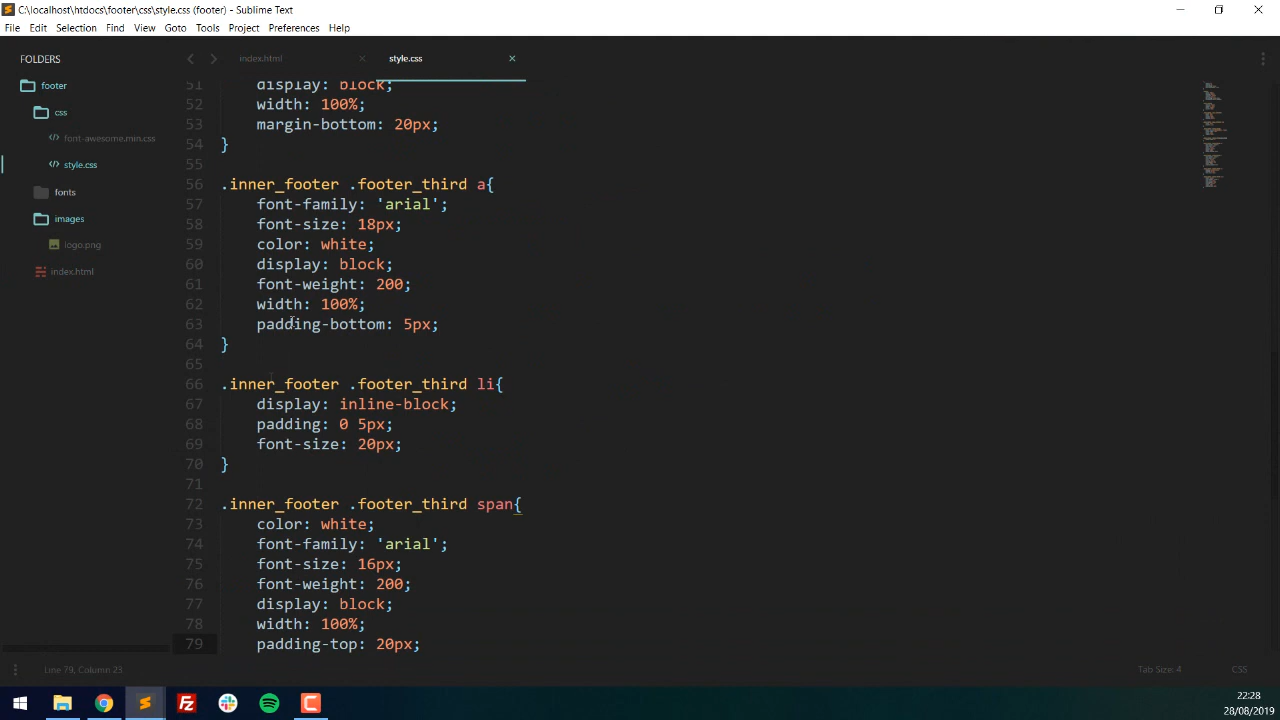 C:\localhost\htdocs\footer\css\style.css (footer) - Sublime Text
File Edit Selection Find View Goto Tools Project Preferences Help
FOLDERS
footer
css
font-awesome.min.css
style.css
fonts
images
logo.png
index.html
index.html style.css
51 display: block;
52 width: 100%;
53 margin-bottom: 20px;
54 }
55
56 .inner_footer .footer_third a{
57 font-family: 'arial';
58 font-size: 18px;
59 color: white;
60 display: block;
61 font-weight: 200;
62 width: 100%;
63 padding-bottom: 5px;
64 }
65
66 .inner_footer .footer_third li{
67 display: inline-block;
68 padding: 0 5px;
69 font-size: 20px;
70 }
71
72 .inner_footer .footer_third span{
73 color: white;
74 font-family: 'arial';
75 font-size: 16px;
76 font-weight: 200;
77 display: block;
78 width: 100%;
79 padding-top: 20px;
Line 79, Column 23
Tab Size: 4 CSS
22:28
28/08/2019